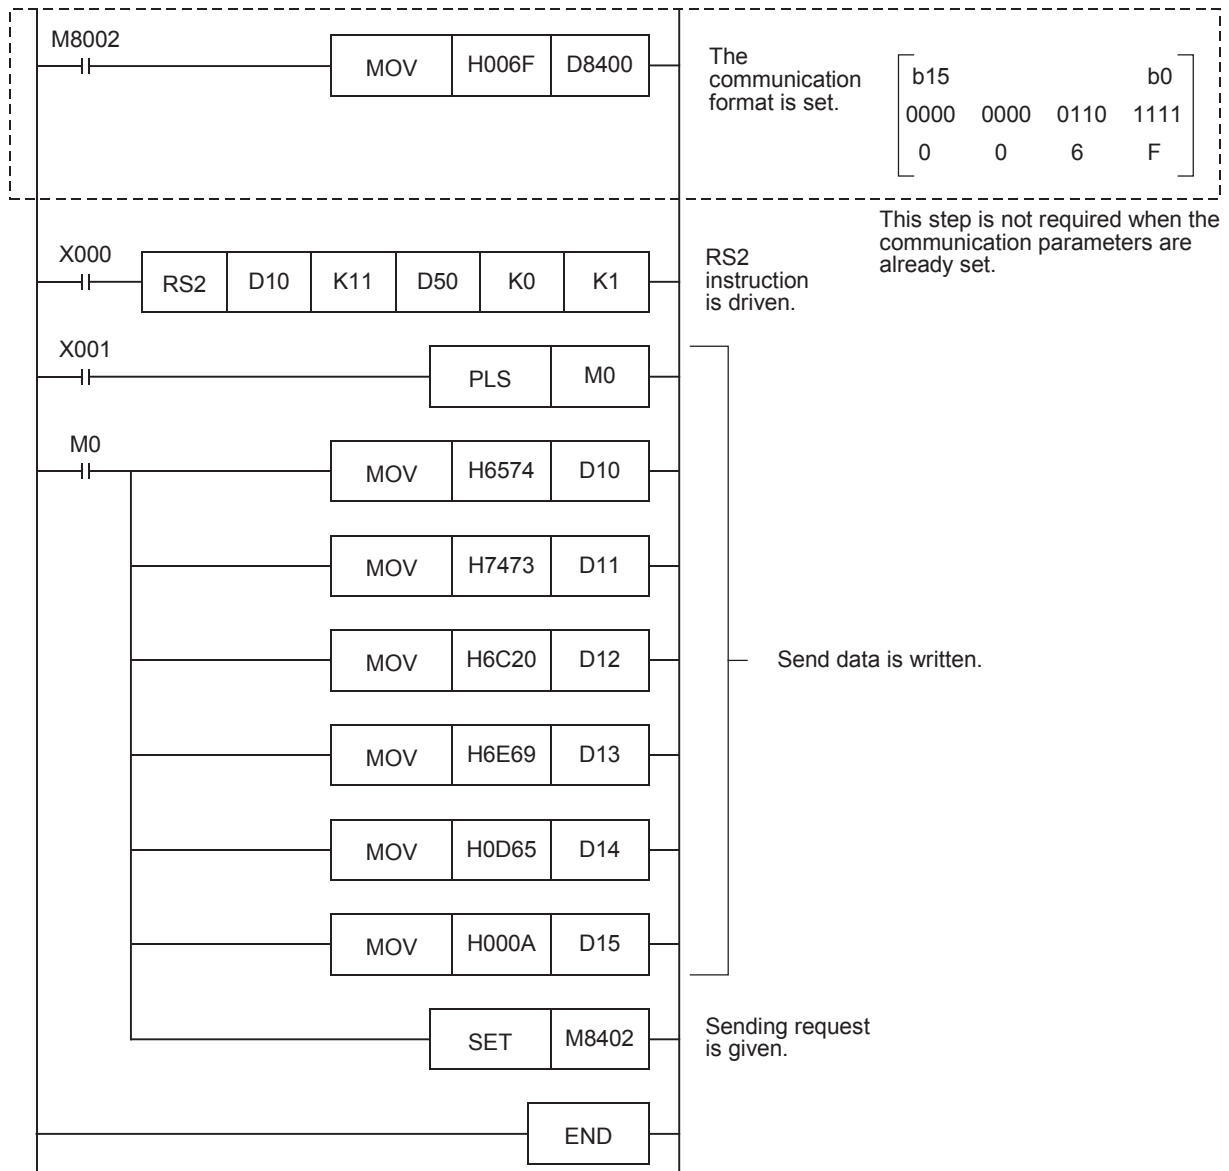 M8002
MOV H006F D8400
The
communication
format is set.
b15 b0
0000 0000 0110 1111
0 0 6 F
This step is not required when the
communication parameters are
already set.
X000
RS2 D10 K11 D50 K0 K1
RS2
instruction
is driven.
X001
PLS M0
M0
MOV H6574 D10
MOV H7473 D11
MOV H6C20 D12
Send data is written.
MOV H6E69 D13
MOV H0D65 D14
MOV H000A D15
SET M8402
Sending request
is given.
END